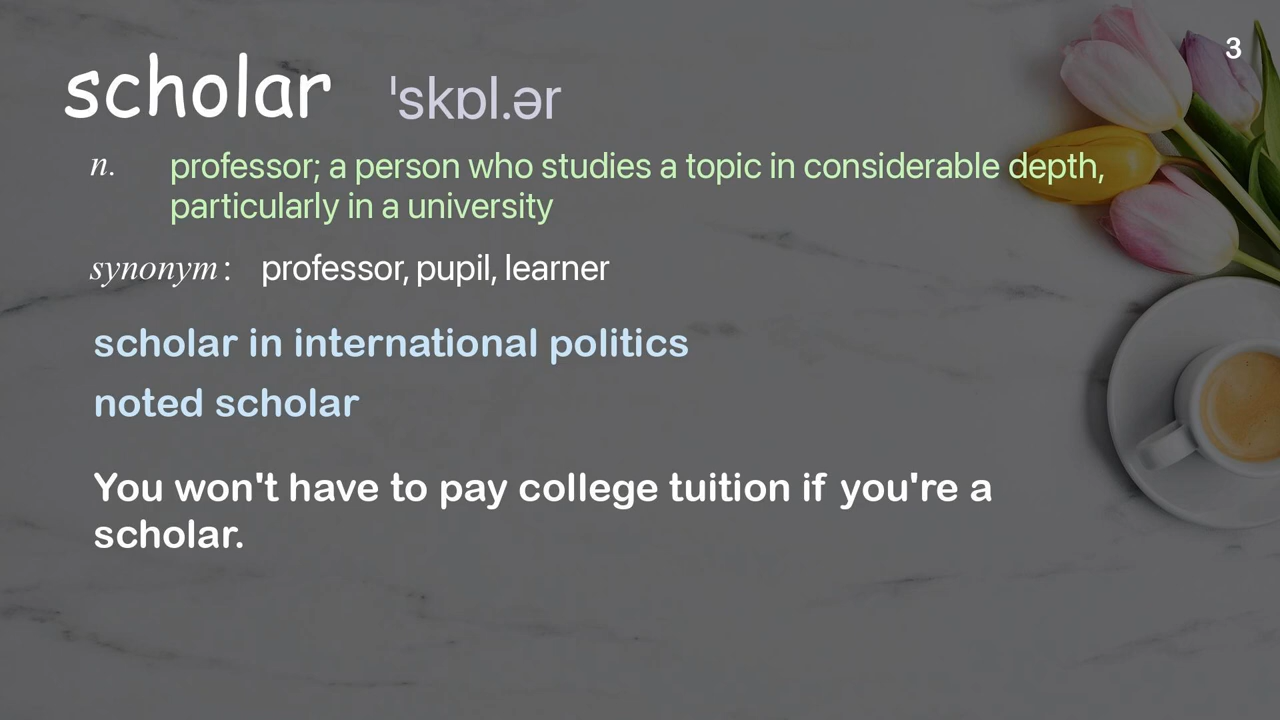 3
scholar ˈskɒl.ər
n. professor; a person who studies a topic in considerable depth,
particularly in a university
synonym: professor, pupil, learner
scholar in international politics
noted scholar
You won't have to pay college tuition if you're a
scholar.